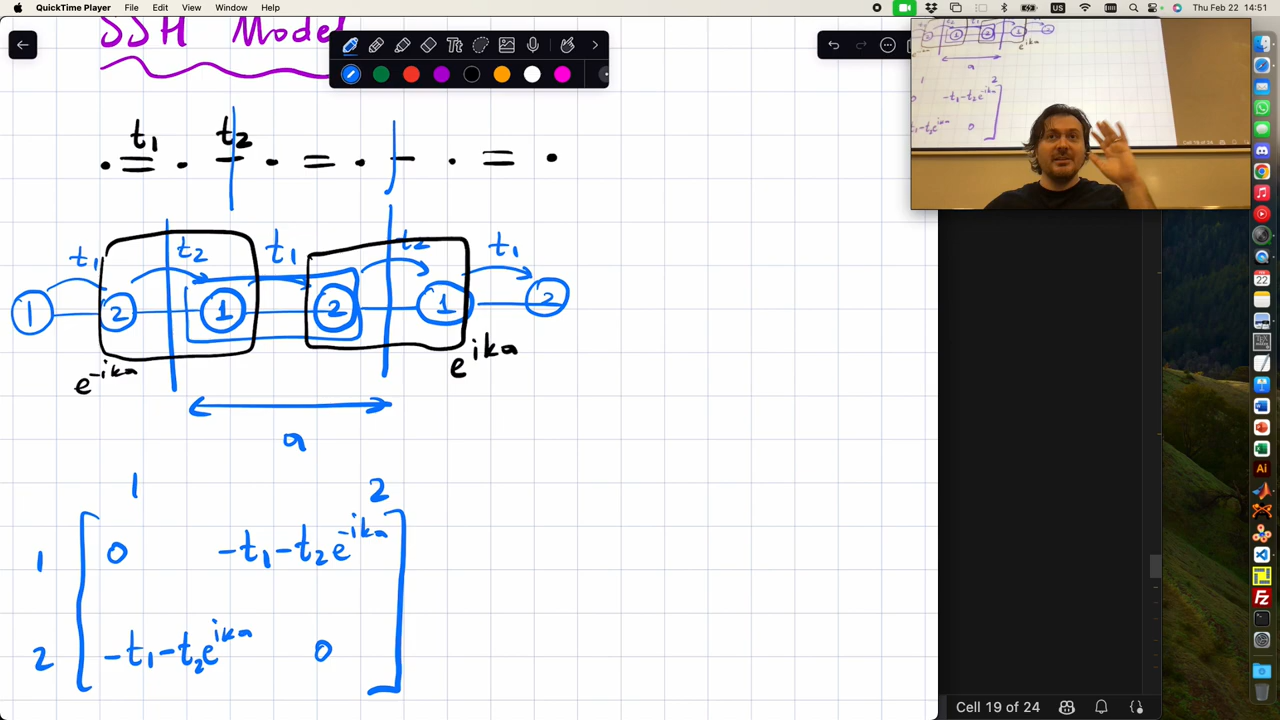 QuickTime Player File Edit View Window Help
Thu Feb 22 14:51
SSH Model
t1 t2
t1 t2 t1 t2 t1
1 2 1 2 1 2
e^-ika e^ika
a
1 2
1 0 -t1-t2e^-ika
2 -t1-t2e^ika 0
Cell 19 of 24